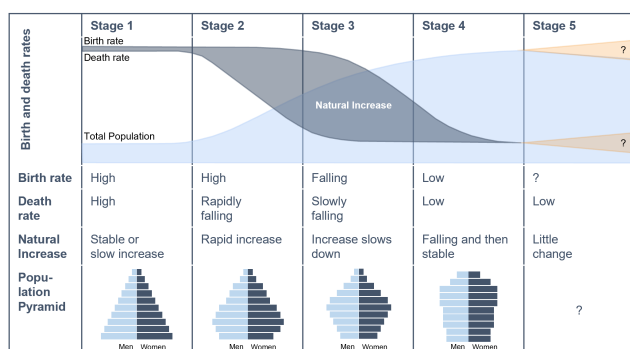 Stage 1 Stage 2 Stage 3 Stage 4 Stage 5
Birth and death rates
Birth rate
Death rate
Natural Increase
Total Population
?
?
Birth rate High High Falling Low ?
Death rate High Rapidly falling Slowly falling Low Low
Natural Increase Stable or slow increase Rapid increase Increase slows down Falling and then stable Little change
Popu-
lation
Pyramid
?
Men Women Men Women Men Women Men Women